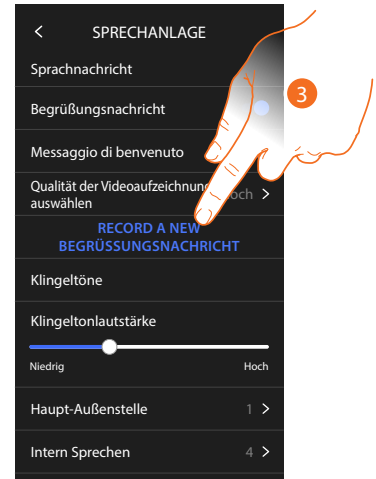 SPRECHANLAGE
Sprachnachricht
Begrüßungsnachricht
3
Messaggio di benvenuto
Qualität der Videoaufzeichnung
auswählen
RECORD A NEW
BEGRÜSSUNGSNACHRICHT
Klingeltöne
Klingeltonlautstärke
Niedrig Hoch
Haupt-Außenstelle 1
Intern Sprechen 4